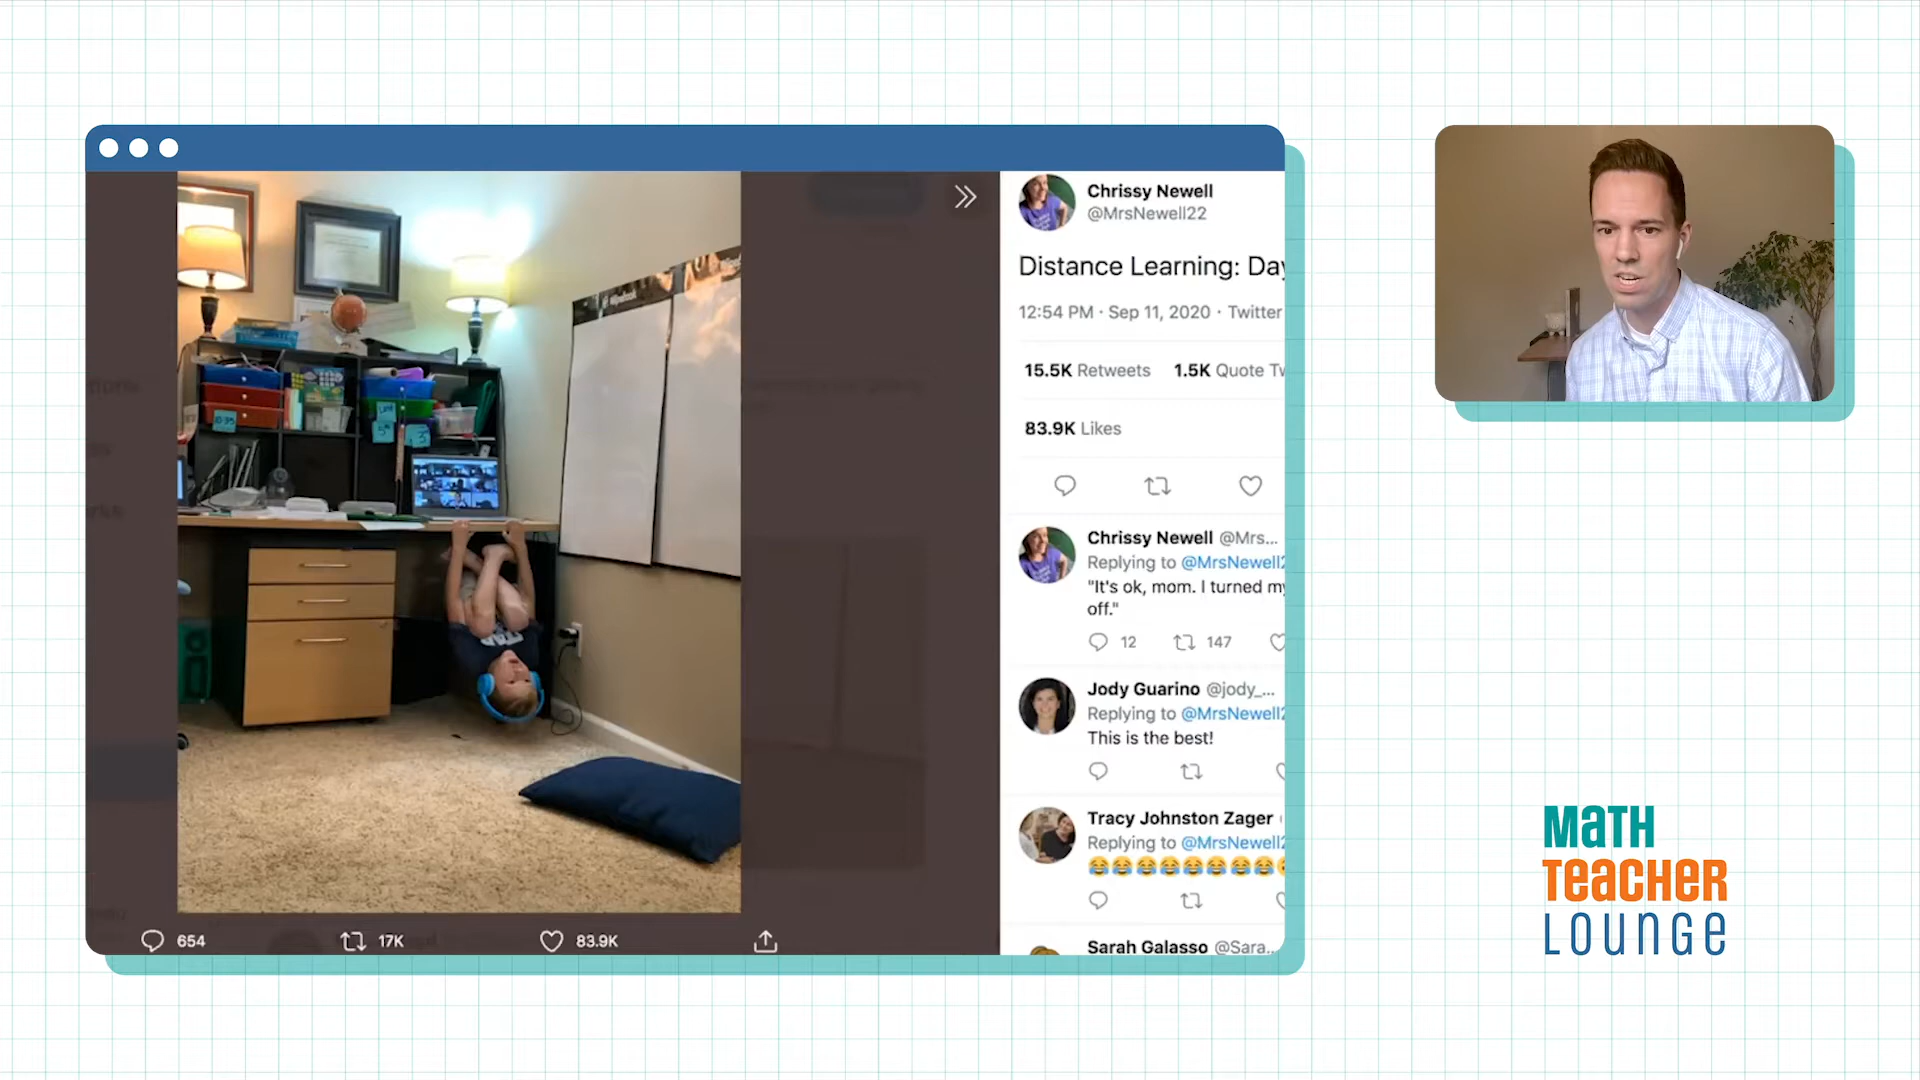 Chrissy Newell
@MrsNewell22
Distance Learning: Day
12:54 PM · Sep 11, 2020 · Twitter
15.5K Retweets 1.5K Quote Tw
83.9K Likes
Chrissy Newell @Mrs...
Replying to @MrsNewell2
"It's ok, mom. I turned my
off."
12 147
Jody Guarino @jody_...
Replying to @MrsNewell2
This is the best!
Tracy Johnston Zager
Replying to @MrsNewell2
😂😂😂😂😂😂😂😂
Sarah Galasso @Sara...
654 17K 83.9K
MaTH
TeacHer
LOUNGe